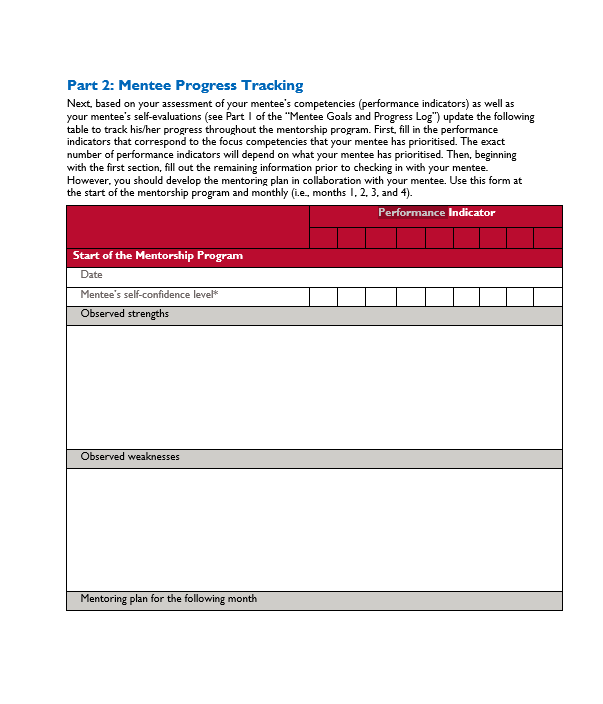 Part 2: Mentee Progress Tracking
Next, based on your assessment of your mentee's competencies (performance indicators) as well as
your mentee's self-evaluations (see Part 1 of the "Mentee Goals and Progress Log") update the following
table to track his/her progress throughout the mentorship program. First, fill in the performance
indicators that correspond to the focus competencies that your mentee has prioritised. The exact
number of performance indicators will depend on what your mentee has prioritised. Then, beginning
with the first section, fill out the remaining information prior to checking in with your mentee.
However, you should develop the mentoring plan in collaboration with your mentee. Use this form at
the start of the mentorship program and monthly (i.e., months 1, 2, 3, and 4).
Performance Indicator
Start of the Mentorship Program
Date
Mentee's self-confidence level*
Observed strengths
Observed weaknesses
Mentoring plan for the following month